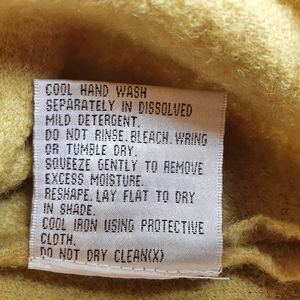 COOL HAND WASH
SEPARATELY IN DISSOLVED
MILD DETERGENT.
DO NOT RINSE.BLEACH.WRING
OR TUMBLE DRY.
SQUEEZE GENTLY TO REMOVE
EXCESS MOISTURE.
RESHAPE.LAY FLAT TO DRY
IN SHADE.
COOL IRON USING PROTECTIVE
CLOTH.
DO NOT DRY CLEAN(X)